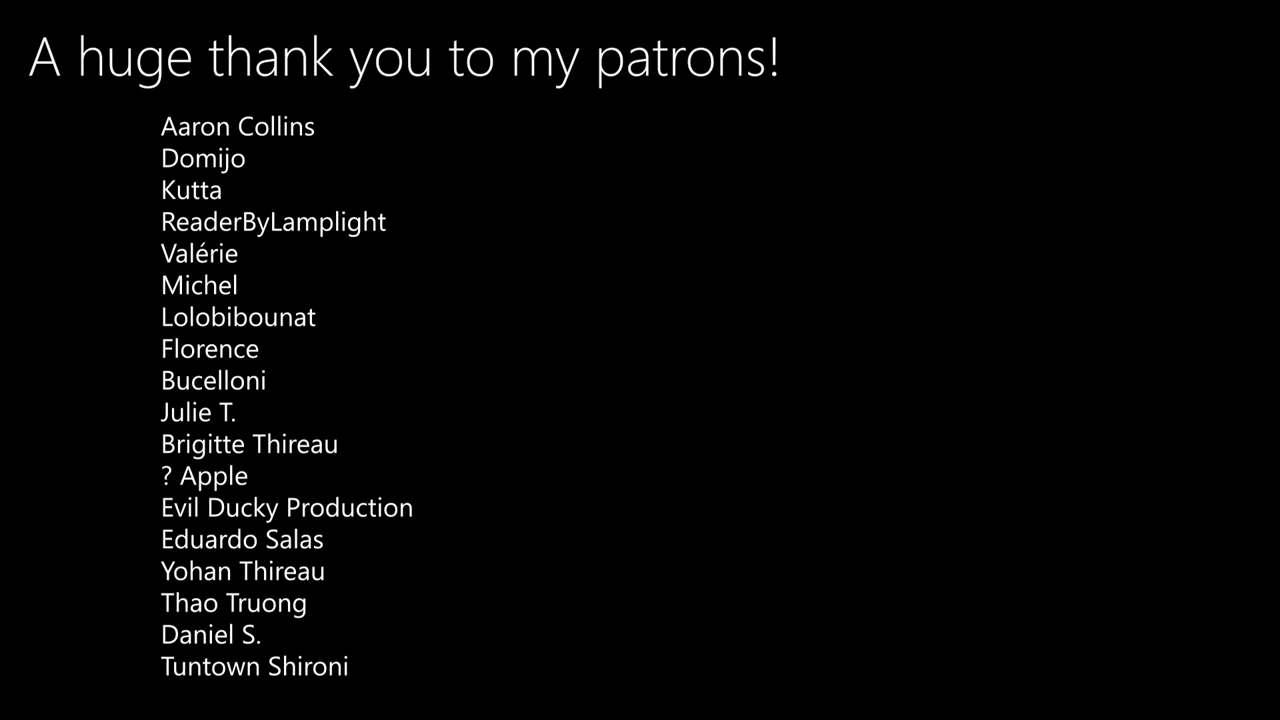 A huge thank you to my patrons!
Aaron Collins
Domijo
Kutta
ReaderByLamplight
Valérie
Michel
Lolobibounat
Florence
Bucelloni
Julie T.
Brigitte Thireau
? Apple
Evil Ducky Production
Eduardo Salas
Yohan Thireau
Thao Truong
Daniel S.
Tuntown Shironi